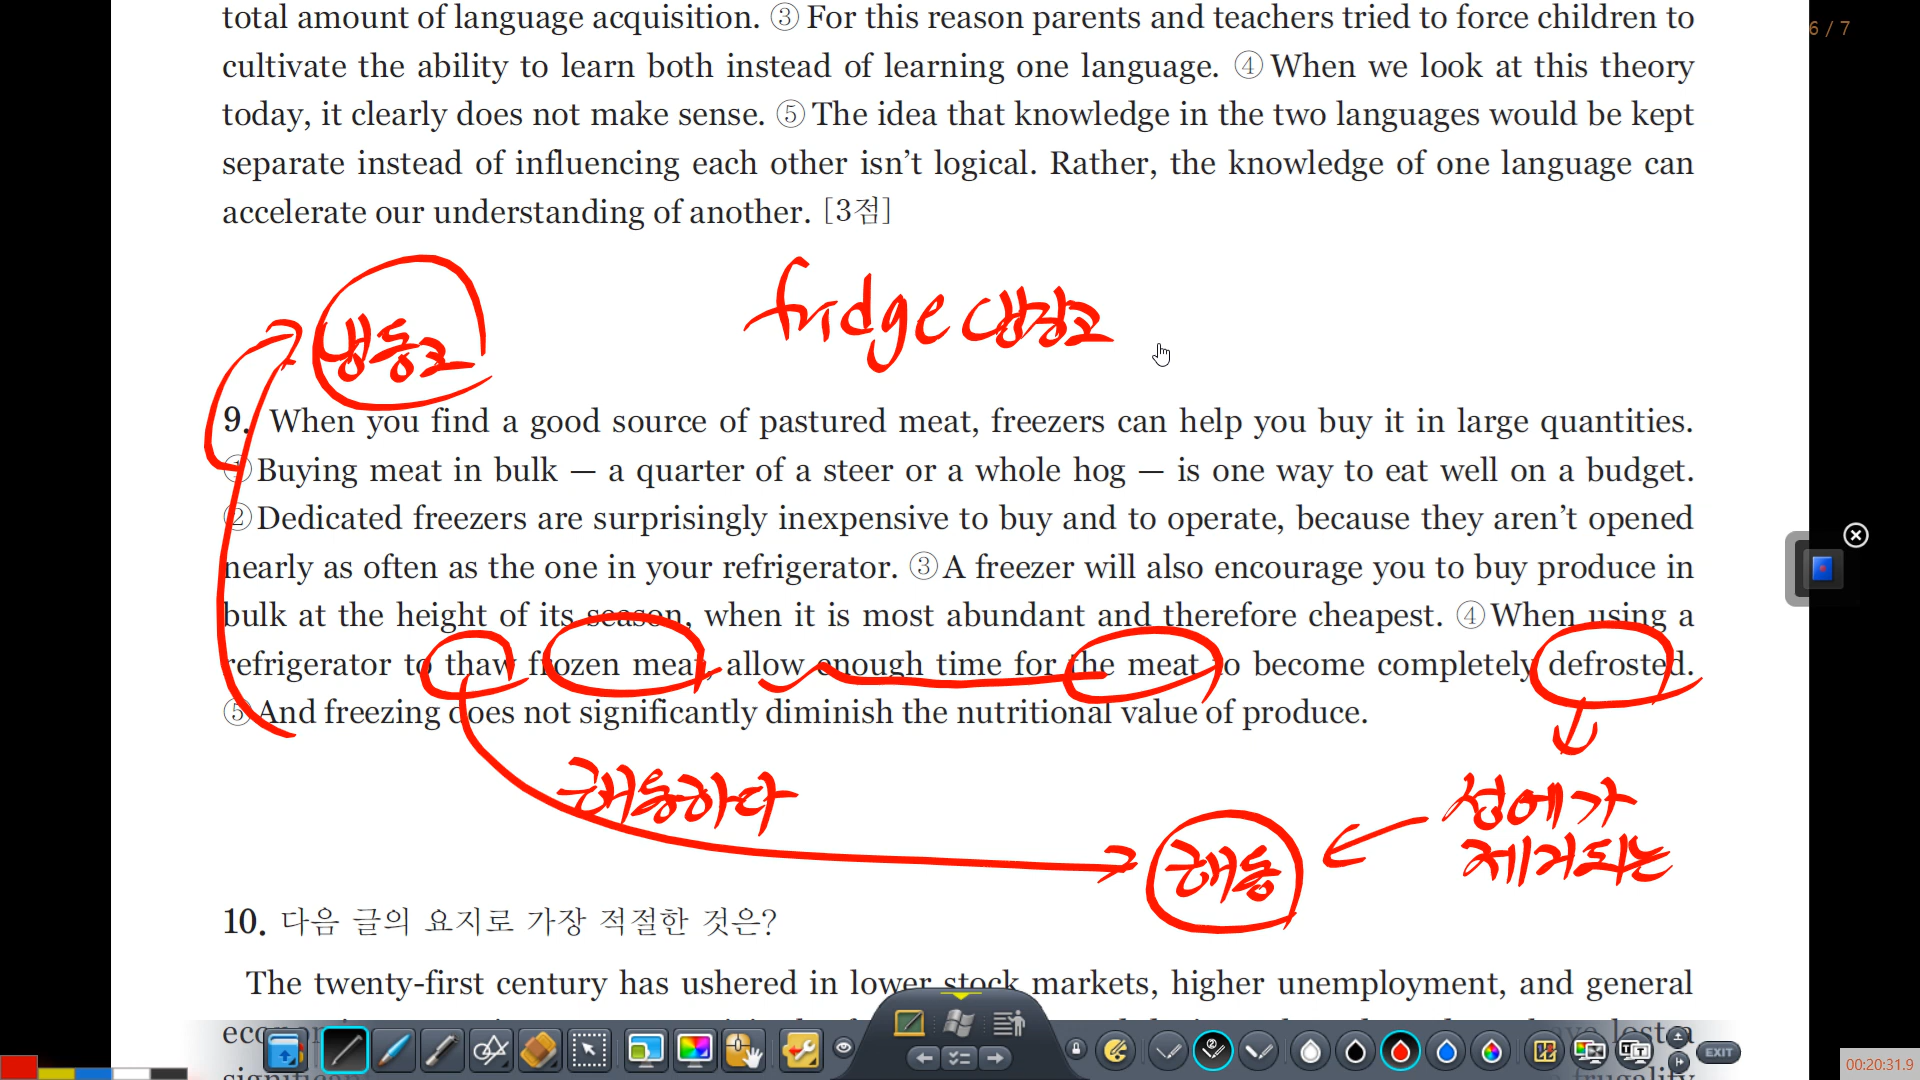 total amount of language acquisition. ③ For this reason parents and teachers tried to force children to
6 / 7
cultivate the ability to learn both instead of learning one language. ④ When we look at this theory
today, it clearly does not make sense. ⑤ The idea that knowledge in the two languages would be kept
separate instead of influencing each other isn't logical. Rather, the knowledge of one language can
accelerate our understanding of another. [3점]
냉동고
fridge 냉장고
9. When you find a good source of pastured meat, freezers can help you buy it in large quantities.
① Buying meat in bulk — a quarter of a steer or a whole hog — is one way to eat well on a budget.
② Dedicated freezers are surprisingly inexpensive to buy and to operate, because they aren't opened
nearly as often as the one in your refrigerator. ③ A freezer will also encourage you to buy produce in
bulk at the height of its season, when it is most abundant and therefore cheapest. ④ When using a
refrigerator to thaw frozen meat, allow enough time for the meat to become completely defrosted.
⑤ And freezing does not significantly diminish the nutritional value of produce.
해동하다
성에가
제거되는
해동
10. 다음 글의 요지로 가장 적절한 것은?
The twenty-first century has ushered in lower stock markets, higher unemployment, and general
EXIT
00:20:31.9